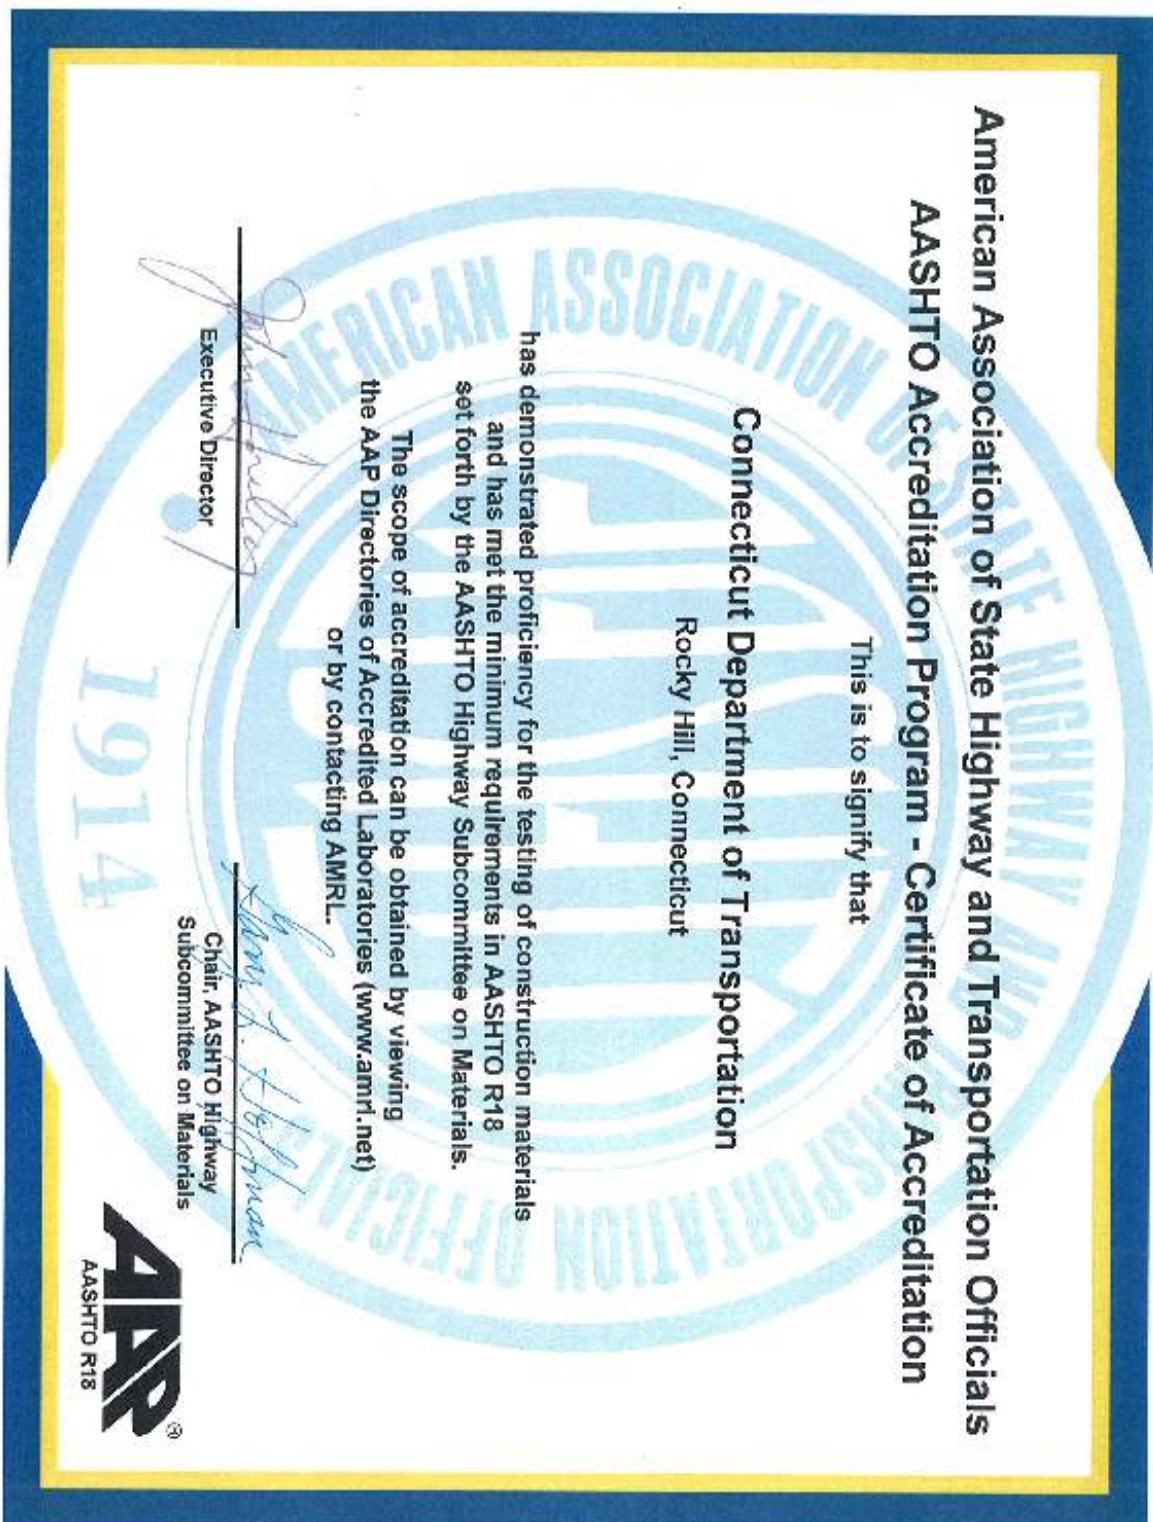 American Association of State Highway and Transportation Officials
AASHTO Accreditation Program - Certificate of Accreditation
This is to signify that
Connecticut Department of Transportation
Rocky Hill, Connecticut
has demonstrated proficiency for the testing of construction materials
and has met the minimum requirements in AASHTO R18
set forth by the AASHTO Highway Subcommittee on Materials.
The scope of accreditation can be obtained by viewing
the AAP Directories of Accredited Laboratories (www.amrl.net)
or by contacting AMRL.
Executive Director
Chair, AASHTO Highway
Subcommittee on Materials
AAP®
AASHTO R18
AMERICAN ASSOCIATION OF STATE HIGHWAY AND TRANSPORTATION OFFICIALS
AASHTO
1914